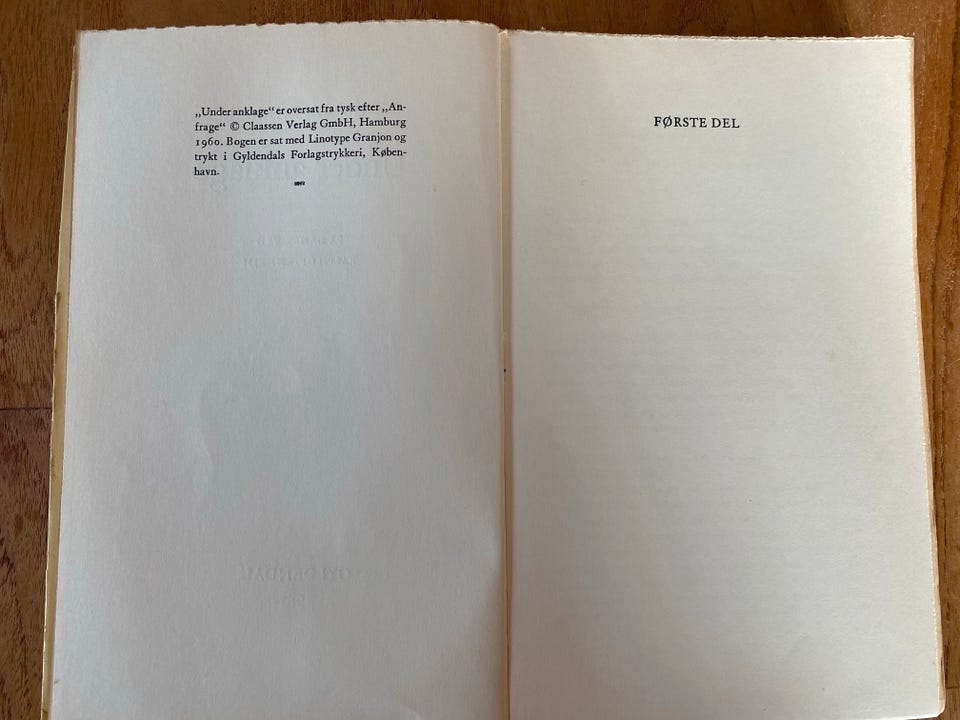 „Under anklage“ er oversat fra tysk efter „An-
frage“ © Claassen Verlag GmbH, Hamburg
1960. Bogen er sat med Linotype Granjon og
trykt i Gyldendals Forlagstrykkeri, Køben-
havn.
FØRSTE DEL